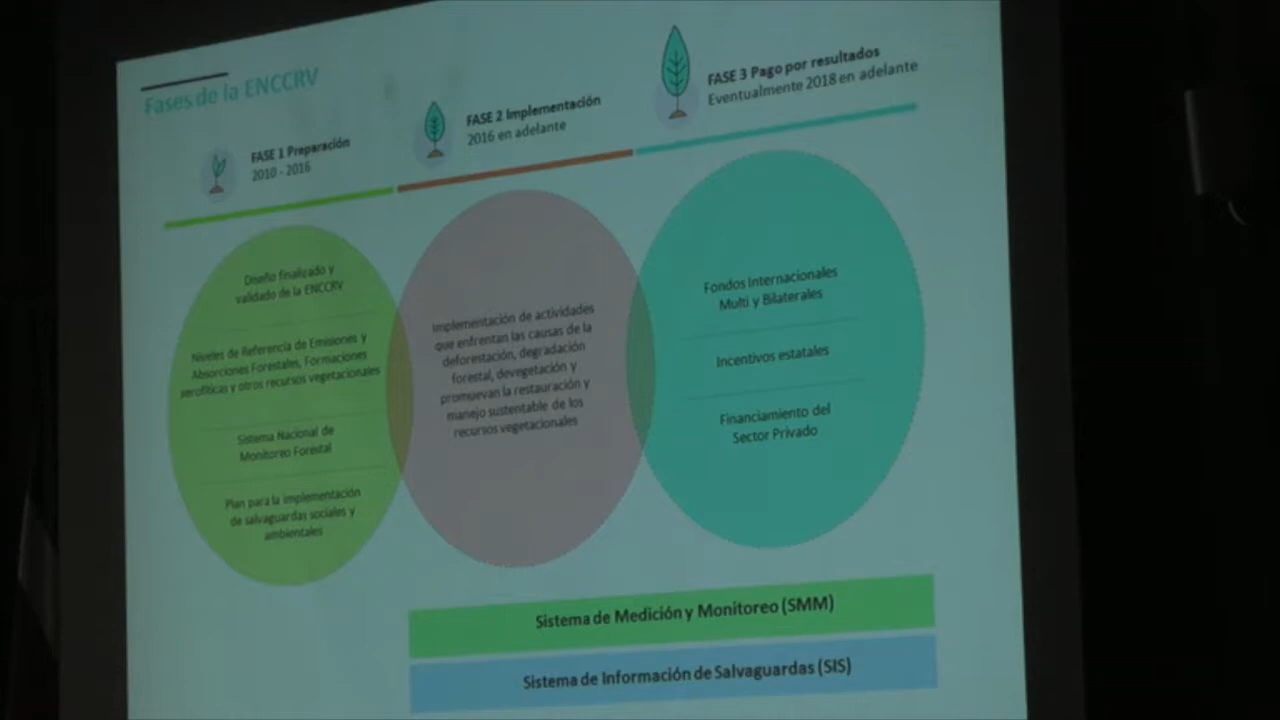 Fases de la ENCCRV
FASE 1 Preparación
2010 - 2016
FASE 2 Implementación
2016 en adelante
FASE 3 Pago por resultados
Eventualmente 2018 en adelante
Diseño finalizado y
validado de la ENCCRV
Niveles de Referencia de Emisiones y
Absorciones Forestales, Formaciones
xerofíticas y otros recursos vegetacionales
Sistema Nacional de
Monitoreo Forestal
Plan para la implementación
de salvaguardas sociales y
ambientales
Implementación de actividades
que enfrentan las causas de la
deforestación, degradación
forestal, devegetación y
promuevan la restauración y
manejo sustentable de los
recursos vegetacionales
Fondos Internacionales
Multi y Bilaterales
Incentivos estatales
Financiamiento del
Sector Privado
Sistema de Medición y Monitoreo (SMM)
Sistema de Información de Salvaguardas (SIS)